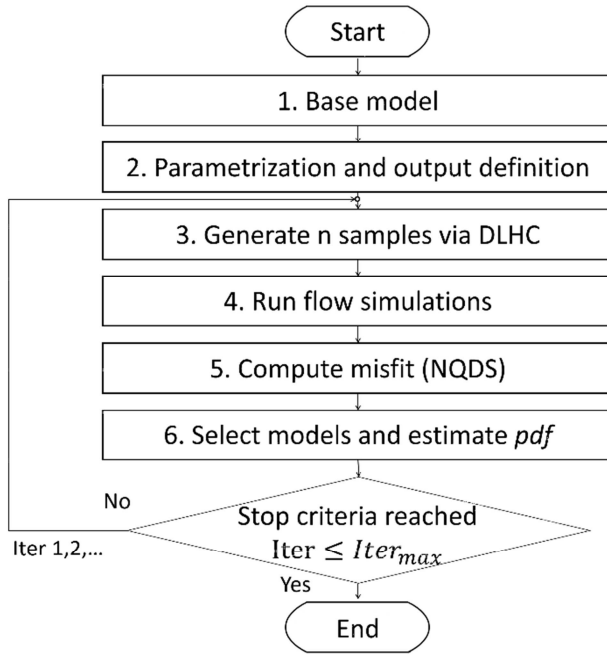 Start
1. Base model
2. Parametrization and output definition
3. Generate n samples via DLHC
4. Run flow simulations
5. Compute misfit (NQDS)
6. Select models and estimate pdf
No
Stop criteria reached
Iter ≤ Iter_max
Iter 1,2,...
Yes
End